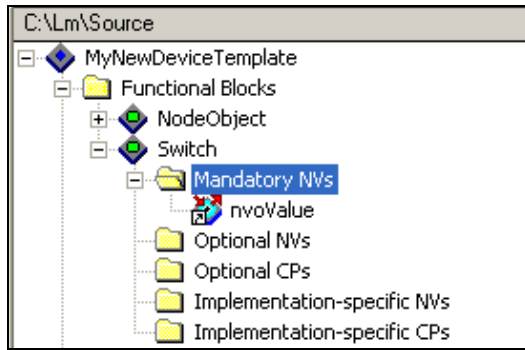 C:\Lm\Source
MyNewDeviceTemplate
Functional Blocks
NodeObject
Switch
Mandatory NVs
nvoValue
Optional NVs
Optional CPs
Implementation-specific NVs
Implementation-specific CPs